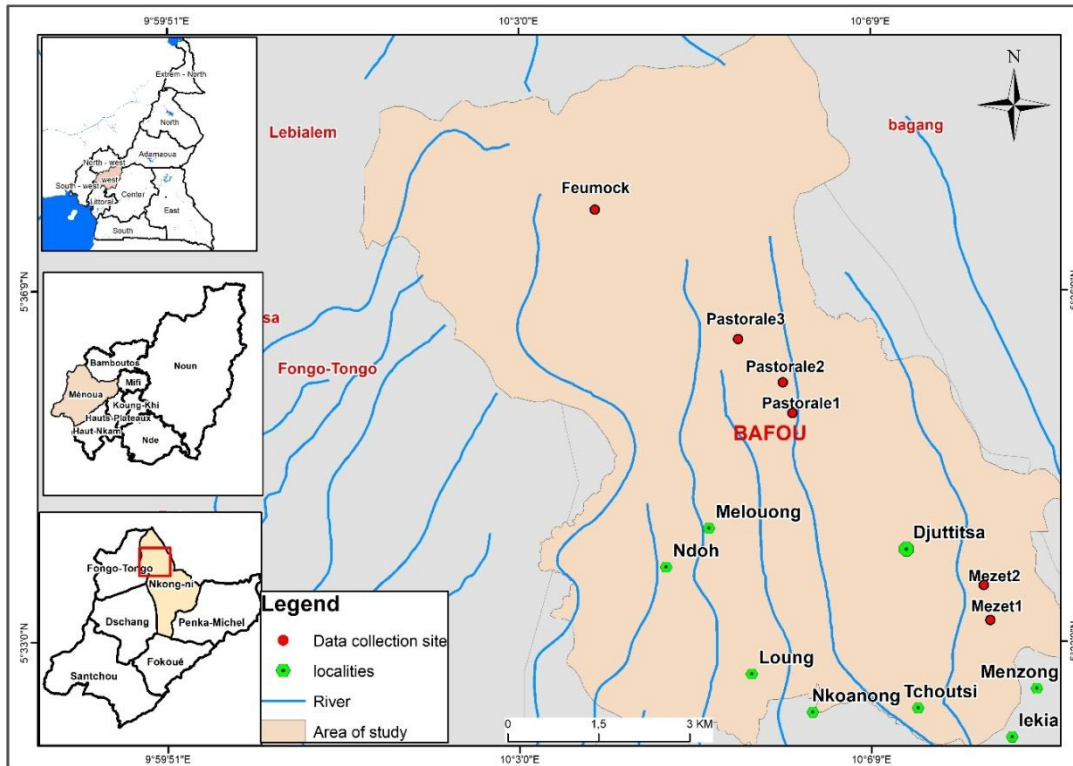 9°59'51"E
10°3'0"E
10°6'9"E
N
Extrem - North
North
Adamaoua
North - west
west
South - west
Center
Littoral
East
South
Lebialem
bagang
Feumock
5°36'9"N
sa
Fongo-Tongo
Pastorale3
Pastorale2
Pastorale1
BAFOU
Noun
Bamboutos
Mifi
Ménoua
Koung-Khi
Hauts-Plateaux
Haut-Nkam
Nde
Melouong
Ndoh
Djuttitsa
Mezet2
Mezet1
Fongo-Tongo
Nkong-ni
Dschang
Penka-Michel
Fokoué
Santchou
5°33'0"N
Legend
Data collection site
localities
River
Area of study
Loung
Nkoanong
Tchoutsi
Menzong
lekia
0 1,5 3 KM
9°59'51"E
10°3'0"E
10°6'9"E